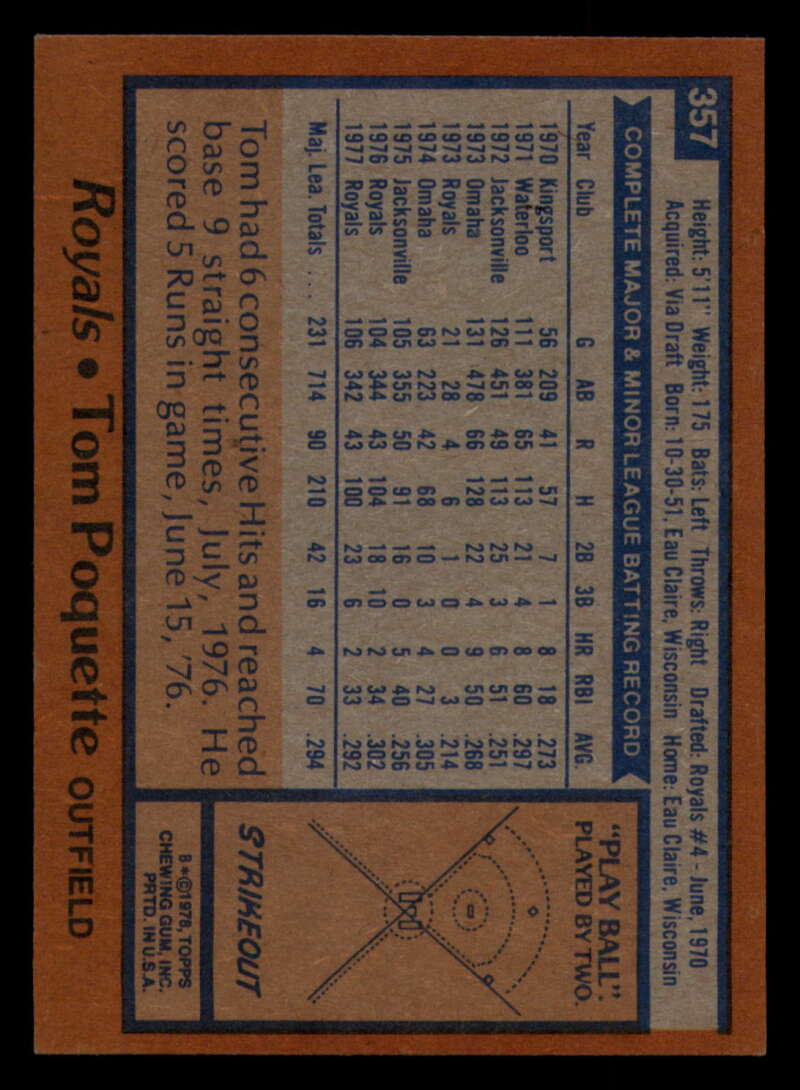 357
Height: 5'11" Weight: 175 Bats: Left Throws: Right Drafted: Royals #4 - June, 1970
Acquired: Via Draft Born: 10-30-51, Eau Claire, Wisconsin Home: Eau Claire, Wisconsin
COMPLETE MAJOR & MINOR LEAGUE BATTING RECORD
Year Club G AB R H 2B 3B HR RBI AVG.
1970 Kingsport 56 209 41 57 7 1 8 18 .273
1971 Waterloo 111 381 65 113 21 4 8 60 .297
1972 Jacksonville 126 451 49 113 25 3 6 51 .251
1973 Omaha 131 478 66 128 22 4 9 50 .268
1973 Royals 21 28 4 6 1 0 0 3 .214
1974 Omaha 63 223 42 68 10 3 4 27 .305
1975 Jacksonville 105 355 50 91 16 0 5 40 .256
1976 Royals 104 344 43 104 18 10 2 34 .302
1977 Royals 106 342 43 100 23 6 2 33 .292
Maj. Lea. Totals ... 231 714 90 210 42 16 4 70 .294
Tom had 6 consecutive Hits and reached
base 9 straight times, July, 1976. He
scored 5 Runs in game, June 15, '76.
"PLAY BALL".
PLAYED BY TWO.
STRIKEOUT
B*©1978, TOPPS
CHEWING GUM, INC.
PRTD. IN U.S.A.
Royals • Tom Poquette OUTFIELD